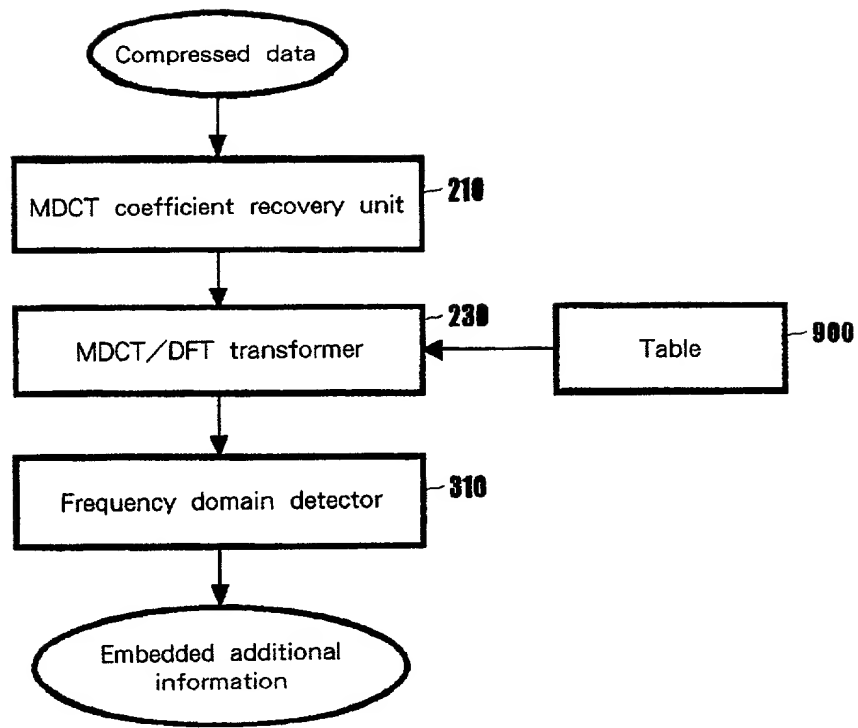 Compressed data
MDCT coefficient recovery unit
210
MDCT/DFT transformer
230
Table
900
Frequency domain detector
310
Embedded additional
information